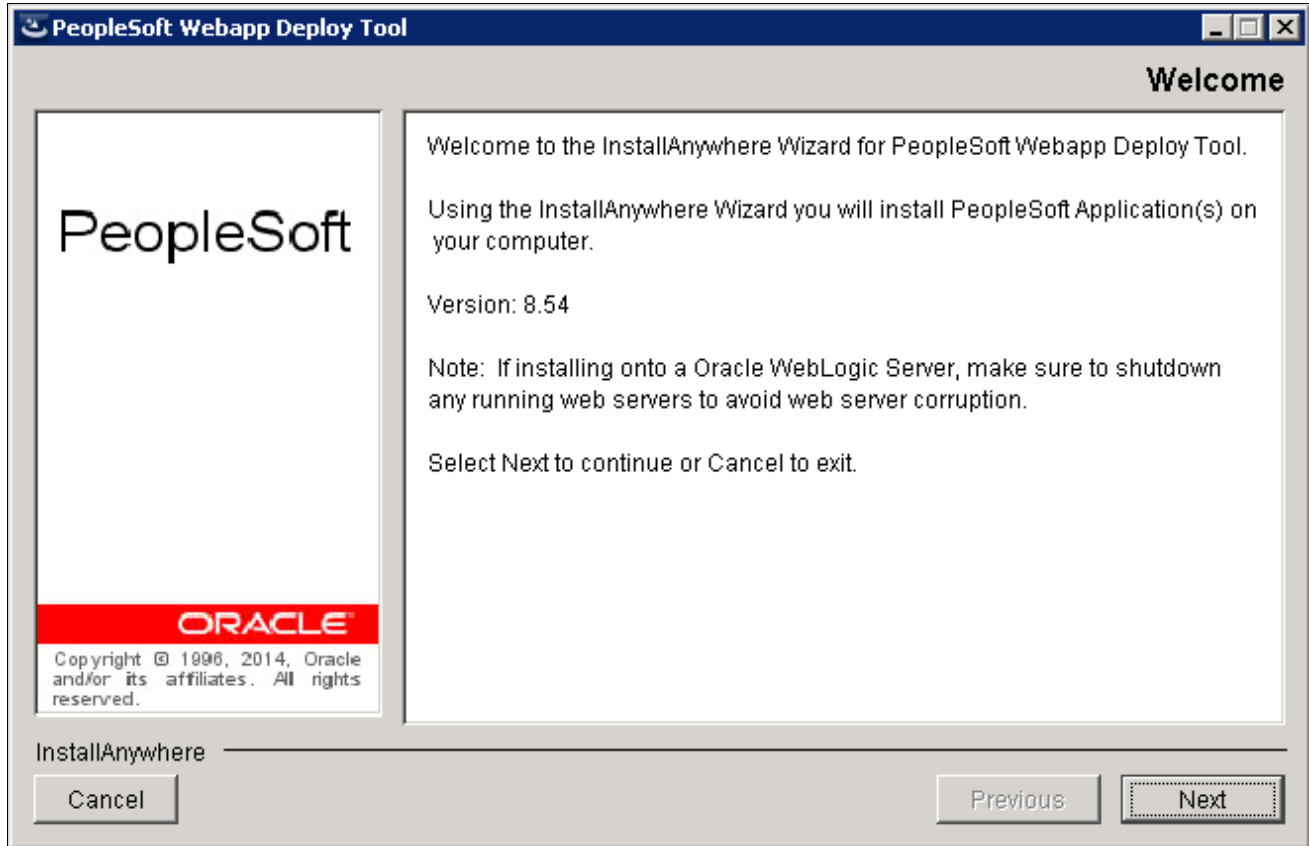 PeopleSoft Webapp Deploy Tool
Welcome
PeopleSoft
ORACLE
Copyright © 1996, 2014, Oracle
and/or its affiliates. All rights
reserved.
Welcome to the InstallAnywhere Wizard for PeopleSoft Webapp Deploy Tool.
Using the InstallAnywhere Wizard you will install PeopleSoft Application(s) on
your computer.
Version: 8.54
Note: If installing onto a Oracle WebLogic Server, make sure to shutdown
any running web servers to avoid web server corruption.
Select Next to continue or Cancel to exit.
InstallAnywhere
Cancel
Previous
Next